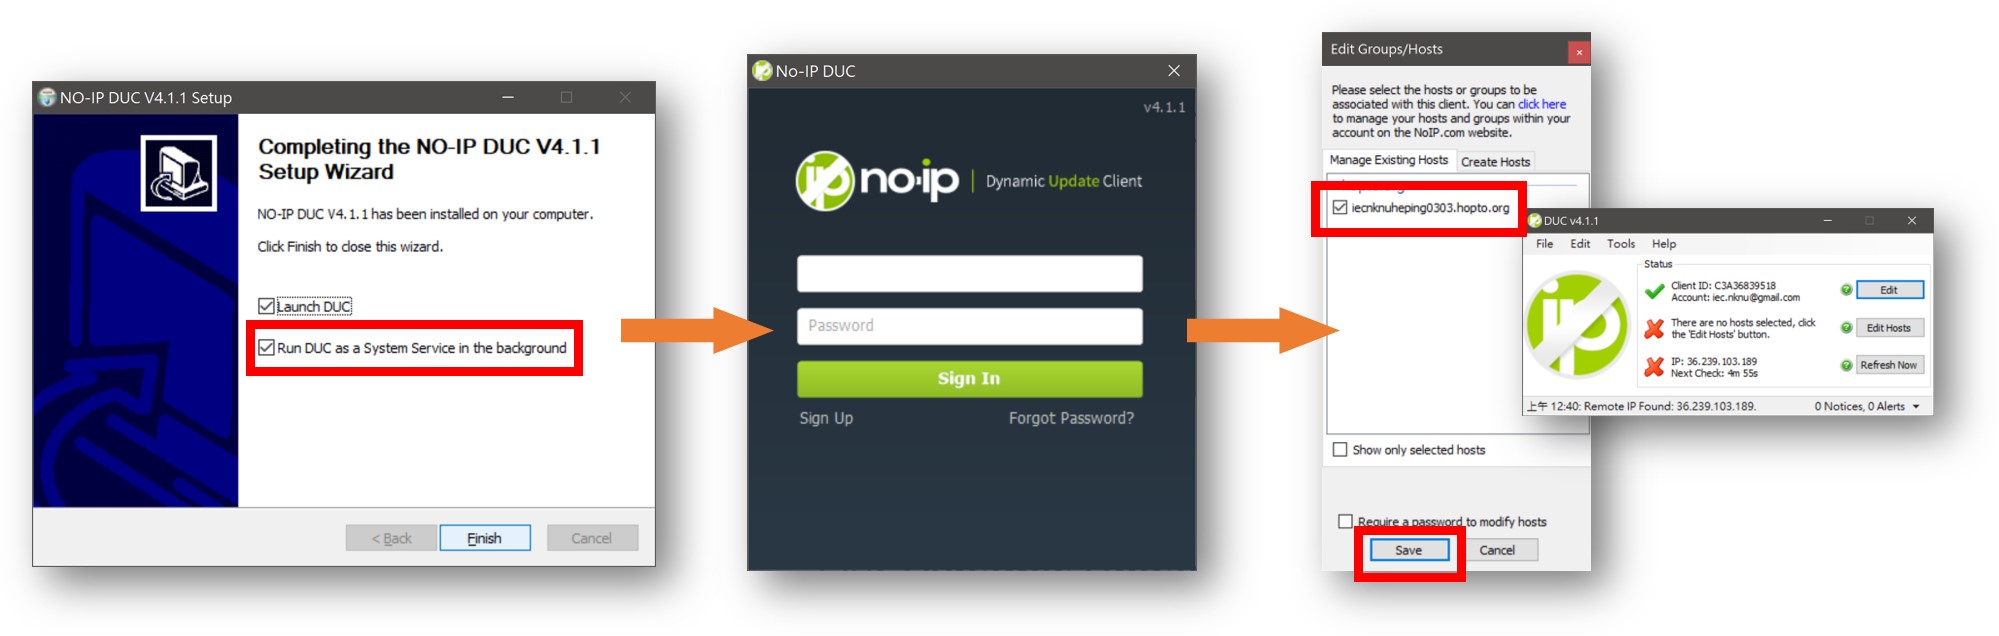 NO-IP DUC V4.1.1 Setup
Completing the NO-IP DUC V4.1.1
Setup Wizard
NO-IP DUC V4.1.1 has been installed on your computer.
Click Finish to close this wizard.
Launch DUC
Run DUC as a System Service in the background
< Back
Finish
Cancel
No-IP DUC
v4.1.1
no-ip
Dynamic Update Client
Password
Sign In
Sign Up
Forgot Password?
Edit Groups/Hosts
Please select the hosts or groups to be
associated with this client. You can click here
to manage your hosts and groups within your
account on the NoIP.com website.
Manage Existing Hosts
Create Hosts
iecnknuheping0303.hopto.org
Show only selected hosts
Require a password to modify hosts
Save
Cancel
DUC v4.1.1
File Edit Tools Help
Status
Client ID: C3A36839518
Account: iec.nknu@gmail.com
Edit
There are no hosts selected, click
the 'Edit Hosts' button.
Edit Hosts
IP: 36.239.103.189
Next Check: 4m 55s
Refresh Now
上午 12:40: Remote IP Found: 36.239.103.189.
0 Notices, 0 Alerts